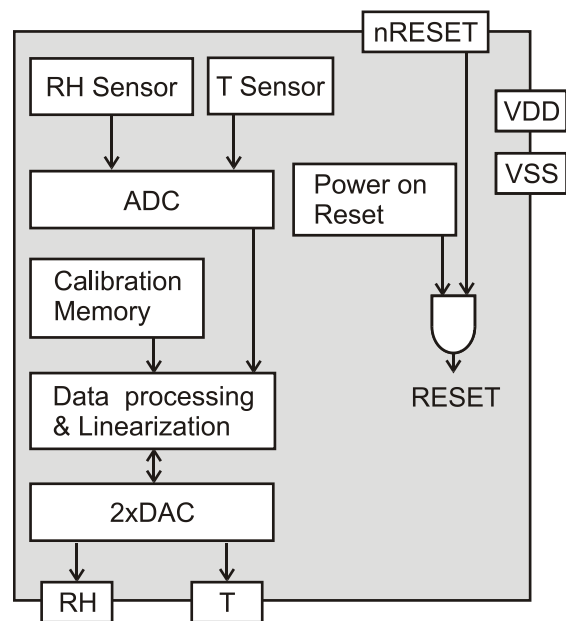 nRESET
RH Sensor
T Sensor
VDD
VSS
ADC
Power on
Reset
Calibration
Memory
Data processing
& Linearization
RESET
2xDAC
RH
T